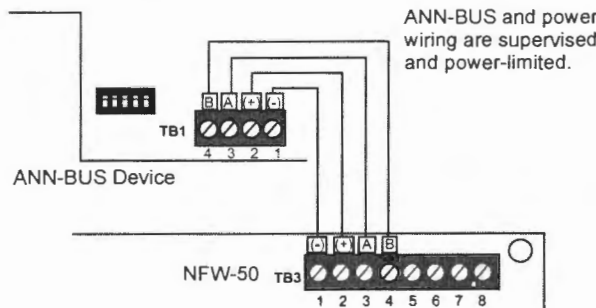 ANN-BUS and power
wiring are supervised
and power-limited.
B A (+) (-)
TB1
4 3 2 1
ANN-BUS Device
(-) (+) A B
NFW-50 TB3
1 2 3 4 5 6 7 8